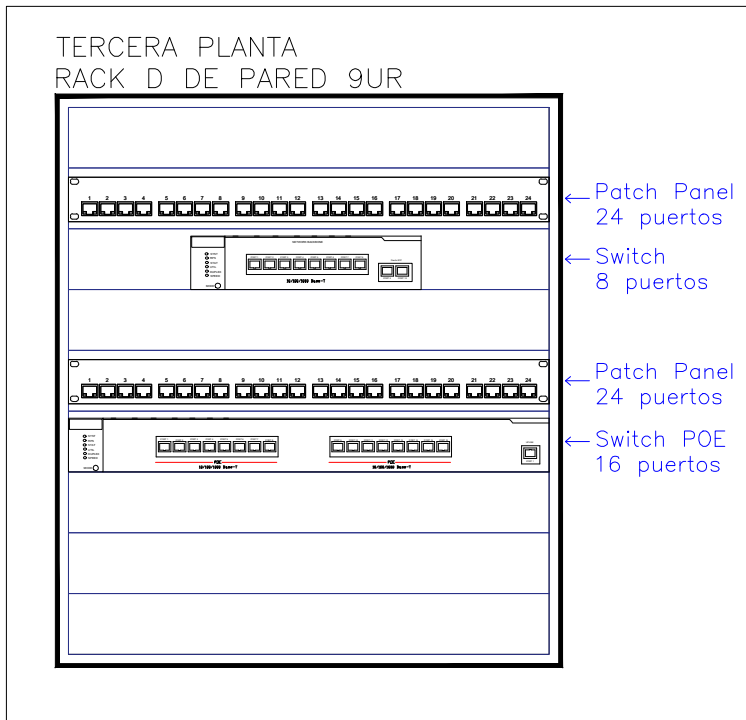 TERCERA PLANTA
RACK D DE PARED 9UR
1 2 3 4 5 6 7 8 9 10 11 12 13 14 15 16 17 18 19 20 21 22 23 24
Patch Panel
24 puertos
Switch
8 puertos
10/100/1000 Base-T
1 2 3 4 5 6 7 8 9 10 11 12 13 14 15 16 17 18 19 20 21 22 23 24
Patch Panel
24 puertos
Switch POE
16 puertos
POE POE
10/100/1000 Base-T 10/100/1000 Base-T